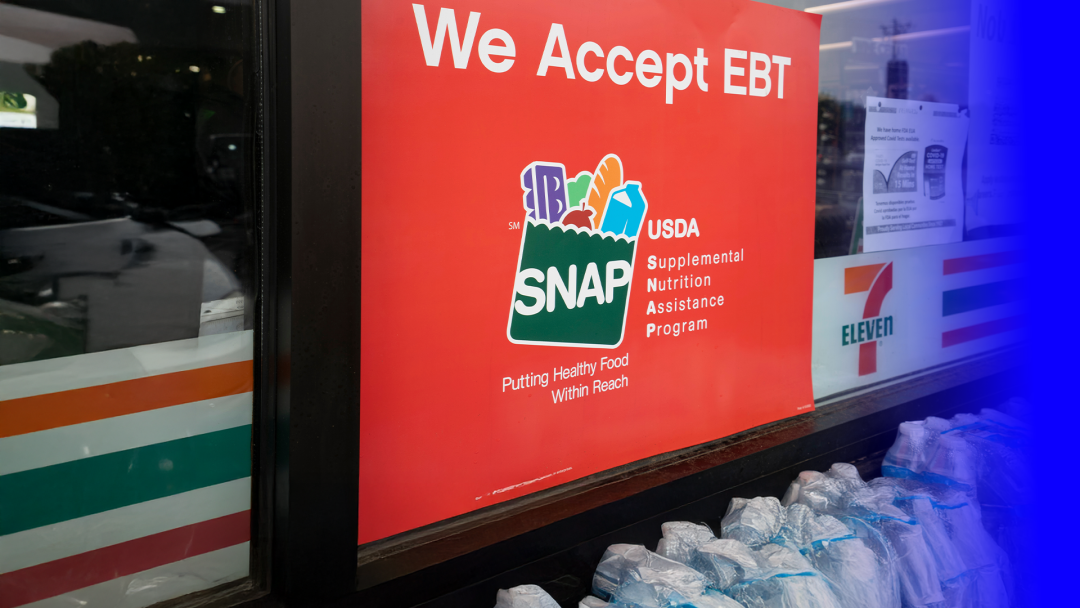 We Accept EBT
SM
SNAP
USDA
Supplemental
Nutrition
Assistance
Program
Putting Healthy Food
Within Reach
7
ELEVEN